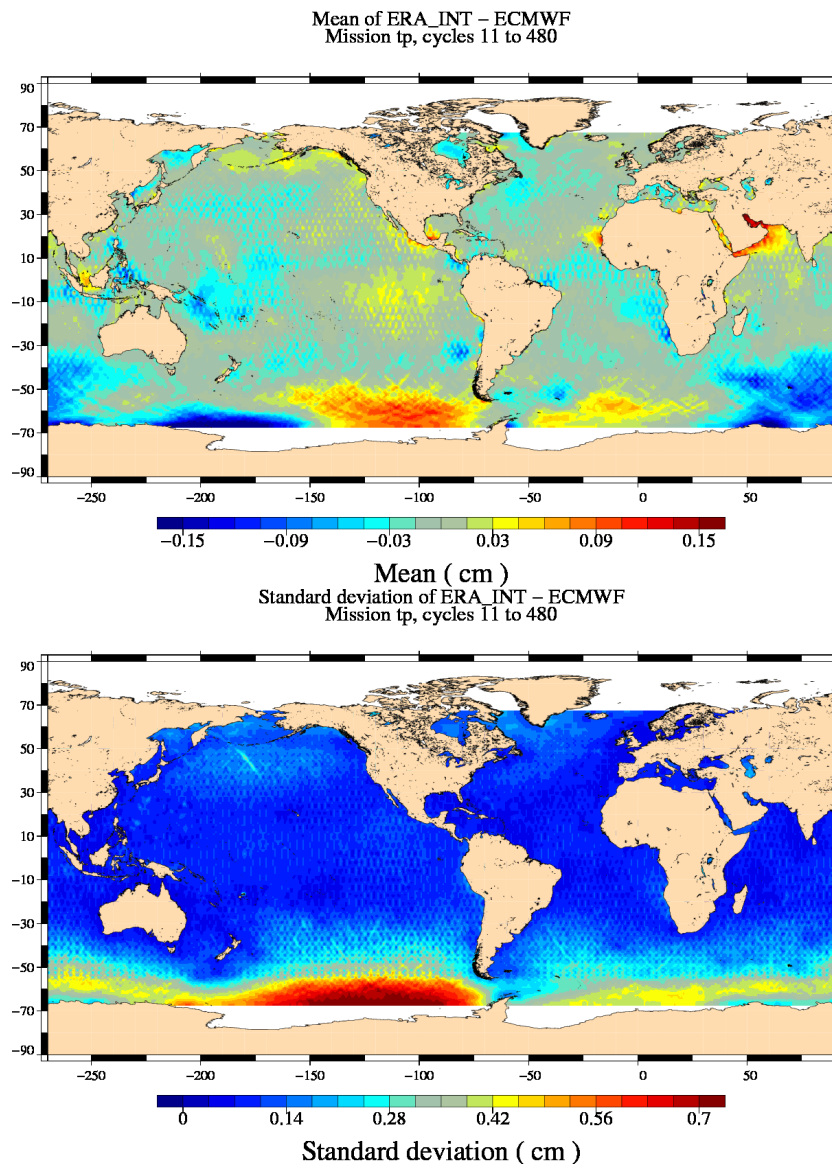 Mean of ERA_INT − ECMWF
Mission tp, cycles 11 to 480
90
70
50
30
10
−10
−30
−50
−70
−90
−250 −200 −150 −100 −50 0 50
−0.15 −0.09 −0.03 0.03 0.09 0.15
Mean ( cm )
Standard deviation of ERA_INT − ECMWF
Mission tp, cycles 11 to 480
90
70
50
30
10
−10
−30
−50
−70
−90
−250 −200 −150 −100 −50 0 50
0 0.14 0.28 0.42 0.56 0.7
Standard deviation ( cm )